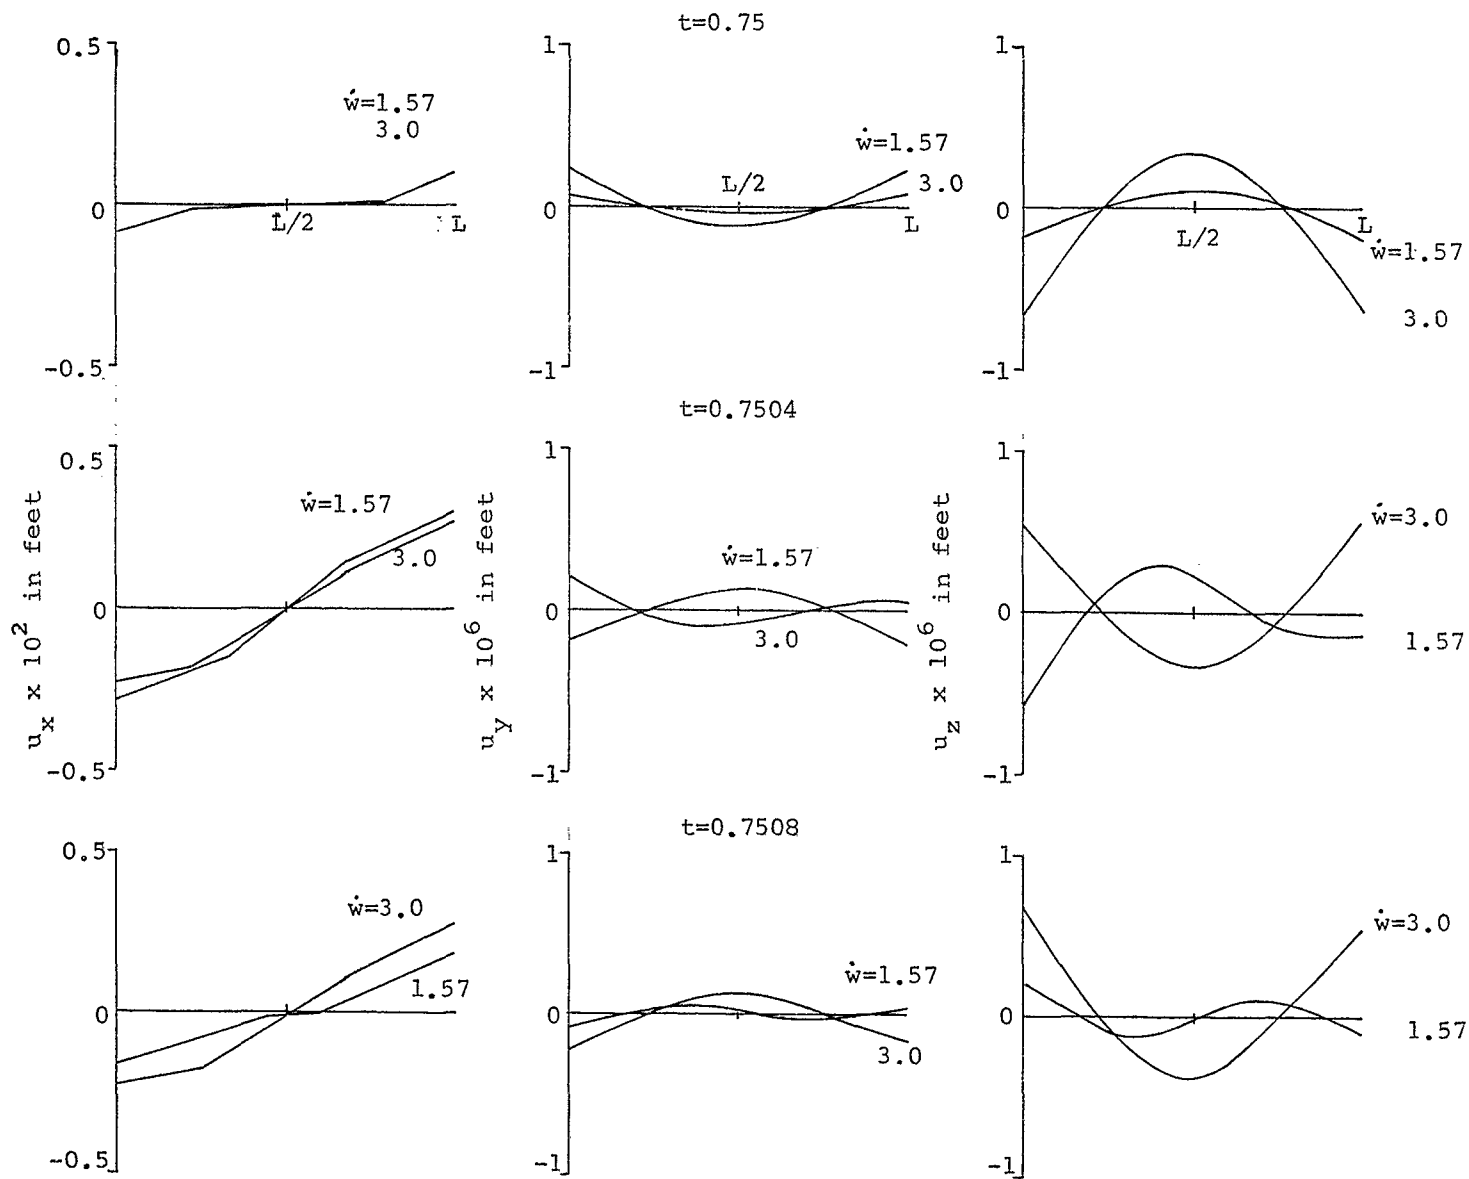 t=0.75
0.5
ẇ=1.57
3.0
0
L/2
L
-0.5
1
ẇ=1.57
L/2
3.0
0
L
-1
1
0
L/2
L
ẇ=1.57
3.0
-1
t=0.7504
u_x x 10^2 in feet
0.5
ẇ=1.57
3.0
0
-0.5
u_y x 10^6 in feet
1
ẇ=1.57
0
3.0
-1
u_z x 10^6 in feet
1
ẇ=3.0
0
1.57
-1
t=0.7508
0.5
ẇ=3.0
1.57
0
-0.5
1
ẇ=1.57
0
3.0
-1
1
ẇ=3.0
0
1.57
-1